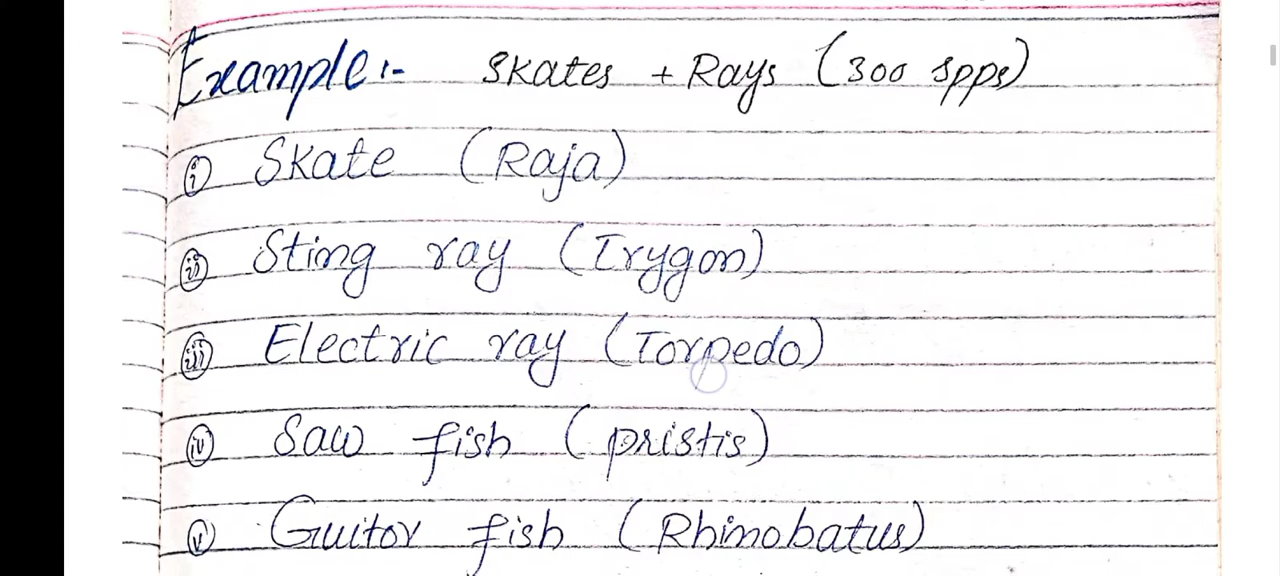 Example :- Skates + Rays (300 spps)
(i) Skate (Raja)
(ii) Sting ray (Trygon)
(iii) Electric ray (Torpedo)
(iv) Saw fish (pristis)
(v) Guitor fish (Rhinobatus)